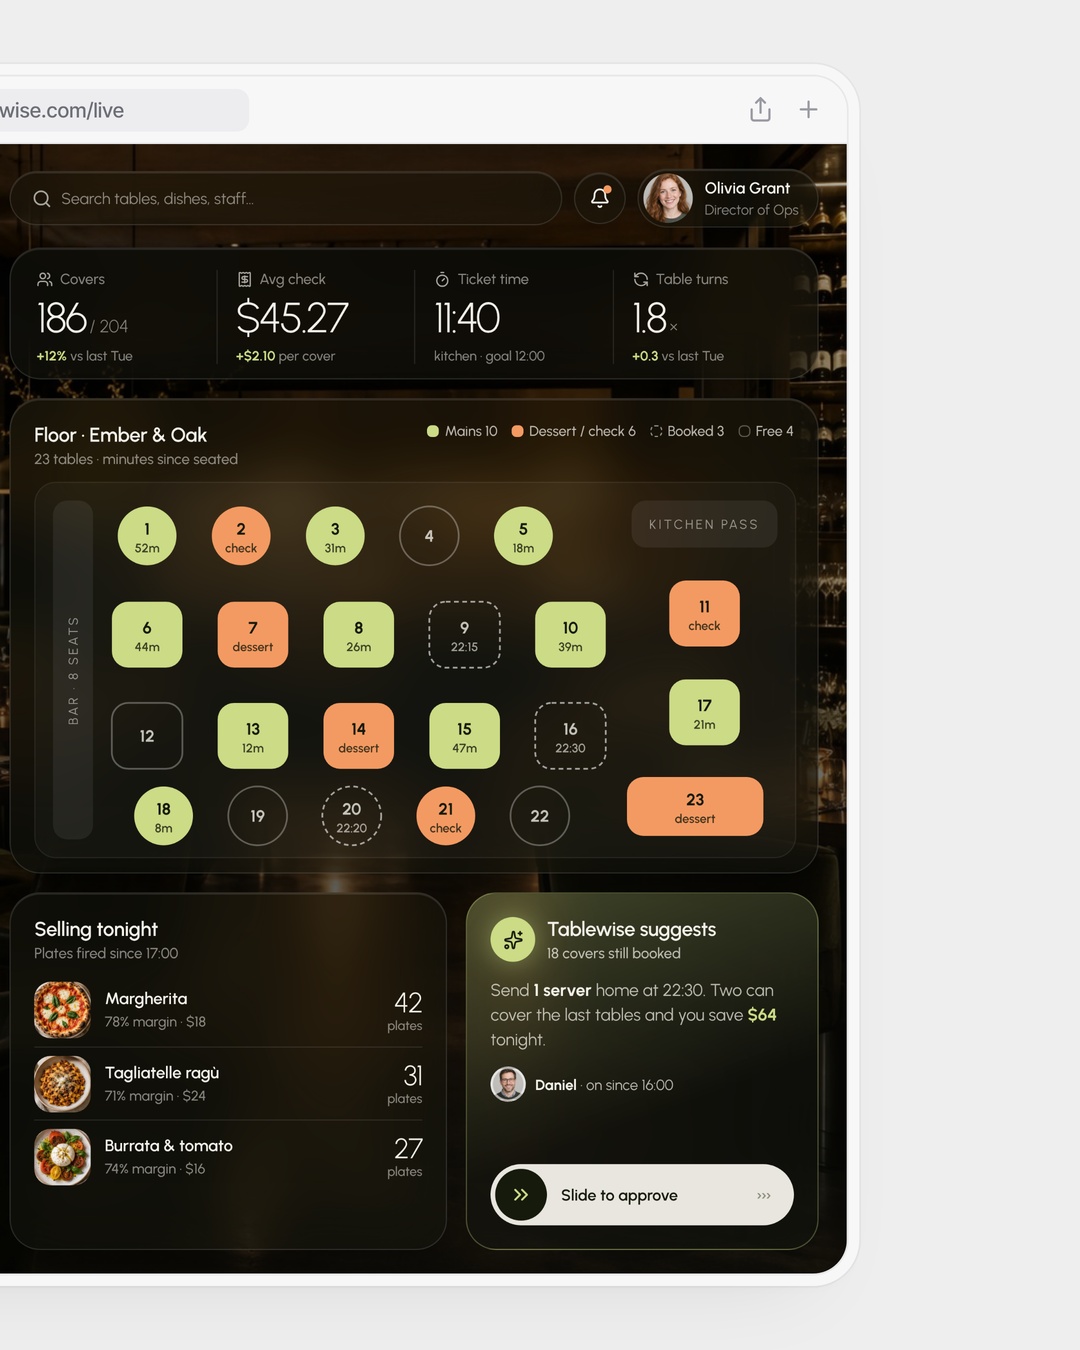 wise.com/live
Search tables, dishes, staff...
Olivia Grant
Director of Ops
Covers
186 / 204
+12% vs last Tue
Avg check
$45.27
+$2.10 per cover
Ticket time
11:40
kitchen · goal 12:00
Table turns
1.8 ×
+0.3 vs last Tue
Floor · Ember & Oak
23 tables · minutes since seated
Mains 10
Dessert / check 6
Booked 3
Free 4
BAR · 8 SEATS
KITCHEN PASS
1
52m
2
check
3
31m
4
5
18m
6
44m
7
dessert
8
26m
9
22:15
10
39m
11
check
12
13
12m
14
dessert
15
47m
16
22:30
17
21m
18
8m
19
20
22:20
21
check
22
23
dessert
Selling tonight
Plates fired since 17:00
Margherita
78% margin · $18
42
plates
Tagliatelle ragù
71% margin · $24
31
plates
Burrata & tomato
74% margin · $16
27
plates
Tablewise suggests
18 covers still booked
Send 1 server home at 22:30. Two can
cover the last tables and you save $64
tonight.
Daniel · on since 16:00
Slide to approve